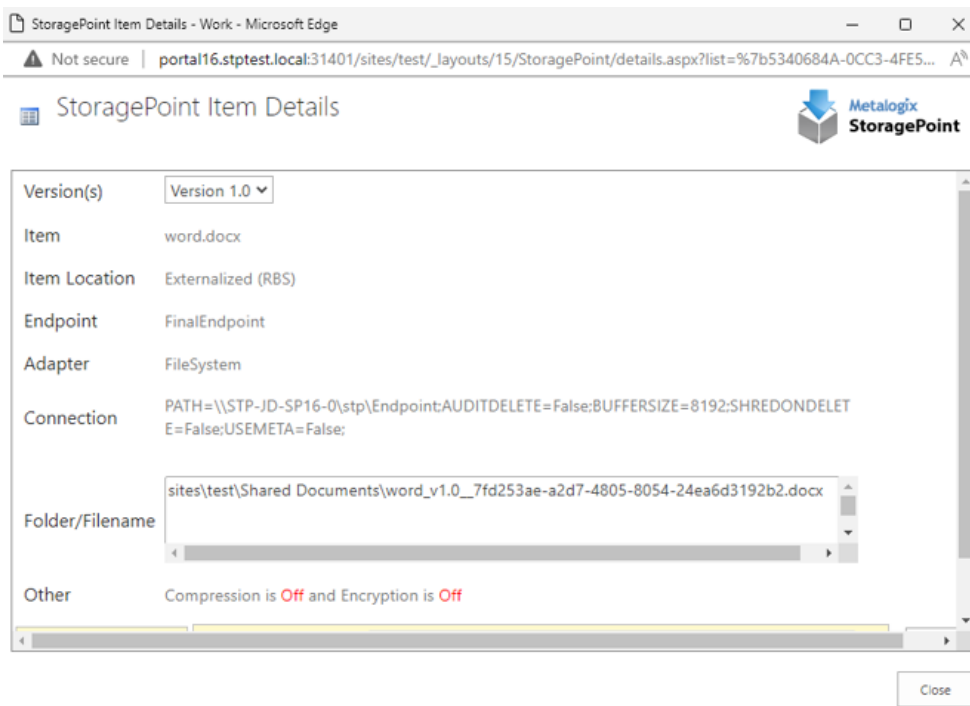 StoragePoint Item Details - Work - Microsoft Edge
Not secure | portal16.stptest.local:31401/sites/test/_layouts/15/StoragePoint/details.aspx?list=%7b5340684A-0CC3-4FE5... A
StoragePoint Item Details
Metalogix
StoragePoint
Version(s) Version 1.0
Item word.docx
Item Location Externalized (RBS)
Endpoint FinalEndpoint
Adapter FileSystem
Connection PATH=\\STP-JD-SP16-0\stp\Endpoint:AUDITDELETE=False;BUFFERSIZE=8192;SHREDONDELET
E=False;USEMETA=False;
Folder/Filename sites\test\Shared Documents\word_v1.0__7fd253ae-a2d7-4805-8054-24ea6d3192b2.docx
Other Compression is Off and Encryption is Off
Close